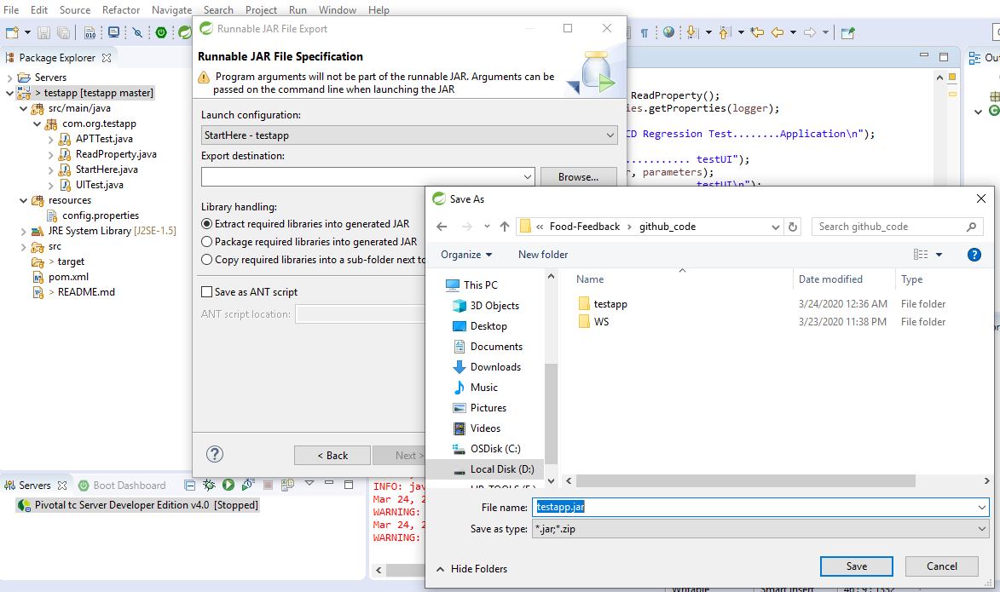 File Edit Source Refactor Navigate Search Project Run Window Help
Package Explorer
Servers
> testapp [testapp master]
src/main/java
com.org.testapp
APTTest.java
ReadProperty.java
StartHere.java
UITest.java
resources
config.properties
JRE System Library [J2SE-1.5]
src
> target
pom.xml
> README.md
Runnable JAR File Export
Runnable JAR File Specification
Program arguments will not be part of the runnable JAR. Arguments can be
passed on the command line when launching the JAR
Launch configuration:
StartHere - testapp
Export destination:
Browse...
Library handling:
Extract required libraries into generated JAR
Package required libraries into generated JAR
Copy required libraries into a sub-folder next to
Save as ANT script
ANT script location:
< Back
Next >
ReadProperty();
ies.getProperties(logger);
CD Regression Test........Application\n");
............ testUI");
r, parameters);
testUI\n");
Ou
Save As
« Food-Feedback > github_code
Search github_code
Organize
New folder
This PC
3D Objects
Desktop
Documents
Downloads
Music
Pictures
Videos
OSDisk (C:)
Local Disk (D:)
Name Date modified Type
testapp 3/24/2020 12:36 AM File folder
WS 3/23/2020 11:38 PM File folder
File name: testapp.jar
Save as type: *.jar;*.zip
Hide Folders
Save
Cancel
Servers
Boot Dashboard
Pivotal tc Server Developer Edition v4.0 [Stopped]
INFO: jav
Mar 24, 2
WARNING:
Mar 24, 2
WARNING:
Writable Smart Insert